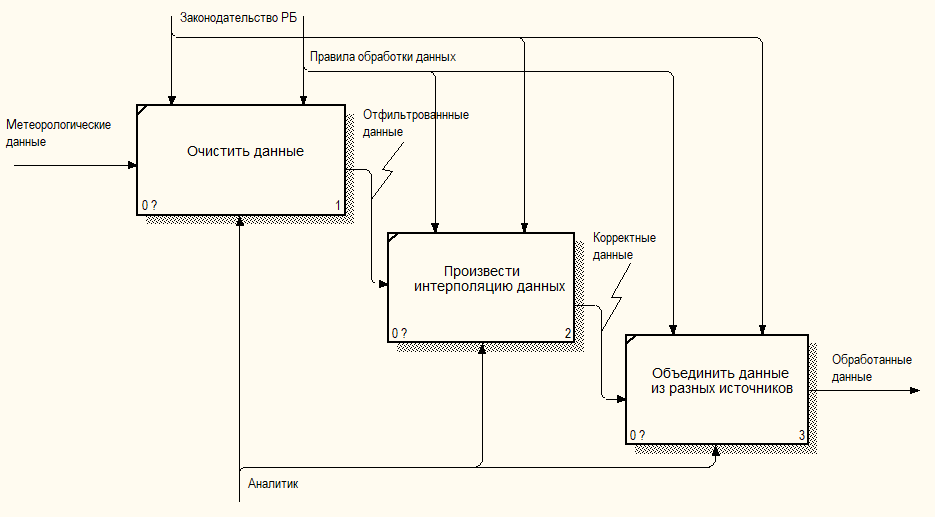 Законодательство РБ
Правила обработки данных
Метеорологические
данные
Отфильтрованнные
данные
Очистить данные
0 ?
1
Корректные
данные
Произвести
интерполяцию данных
0 ?
2
Обработанные
данные
Объединить данные
из разных источников
0 ?
3
Аналитик